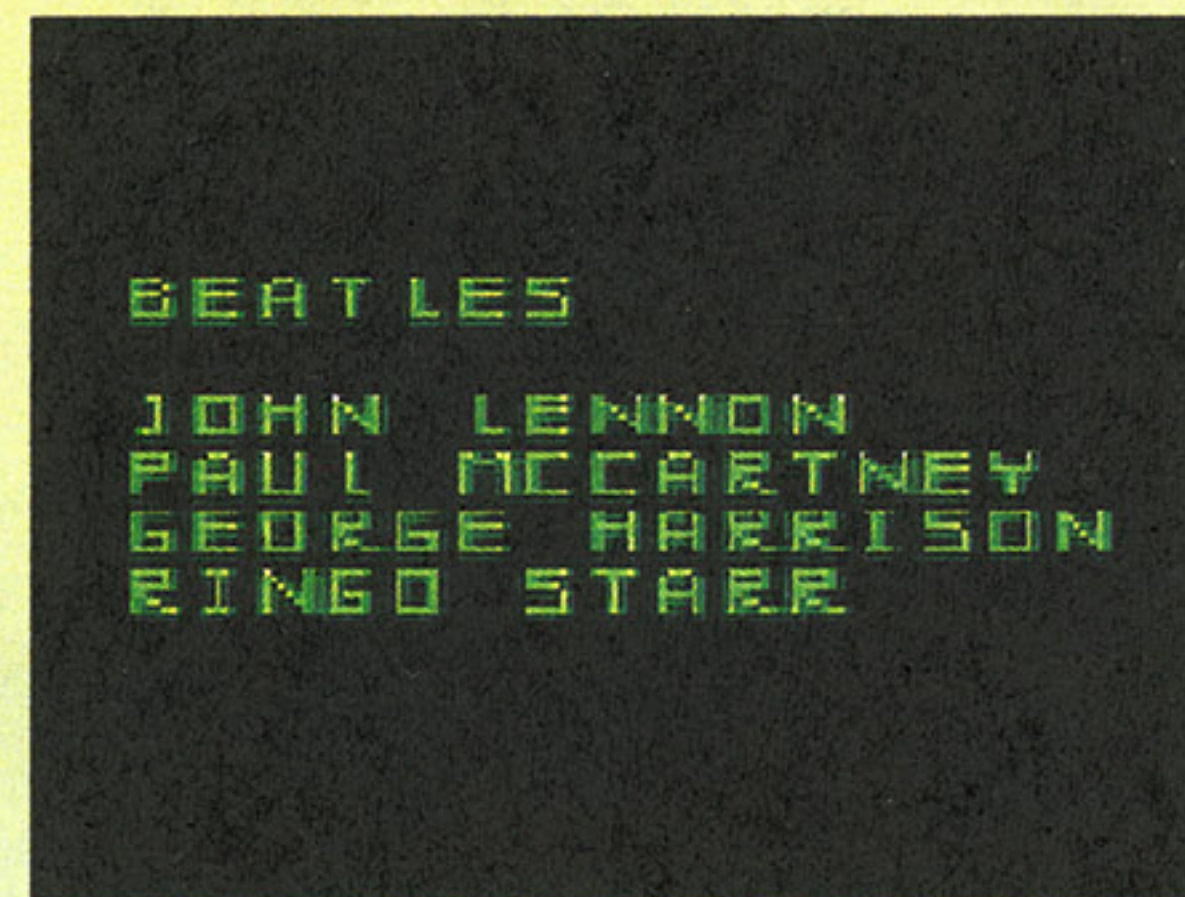 BEATLES
JOHN LENNON
PAUL MCCARTNEY
GEORGE HARRISON
RINGO STARR